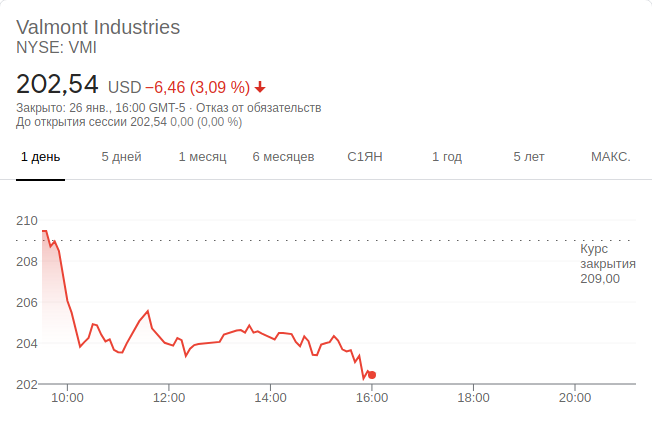 Valmont Industries
NYSE: VMI
202,54 USD −6,46 (3,09 %)
Закрыто: 26 янв., 16:00 GMT-5 · Отказ от обязательств
До открытия сессии 202,54 0,00 (0,00 %)
1 день 5 дней 1 месяц 6 месяцев С1ЯН 1 год 5 лет МАКС.
210
Курс
208
закрытия
209,00
206
204
202
10:00 12:00 14:00 16:00 18:00 20:00